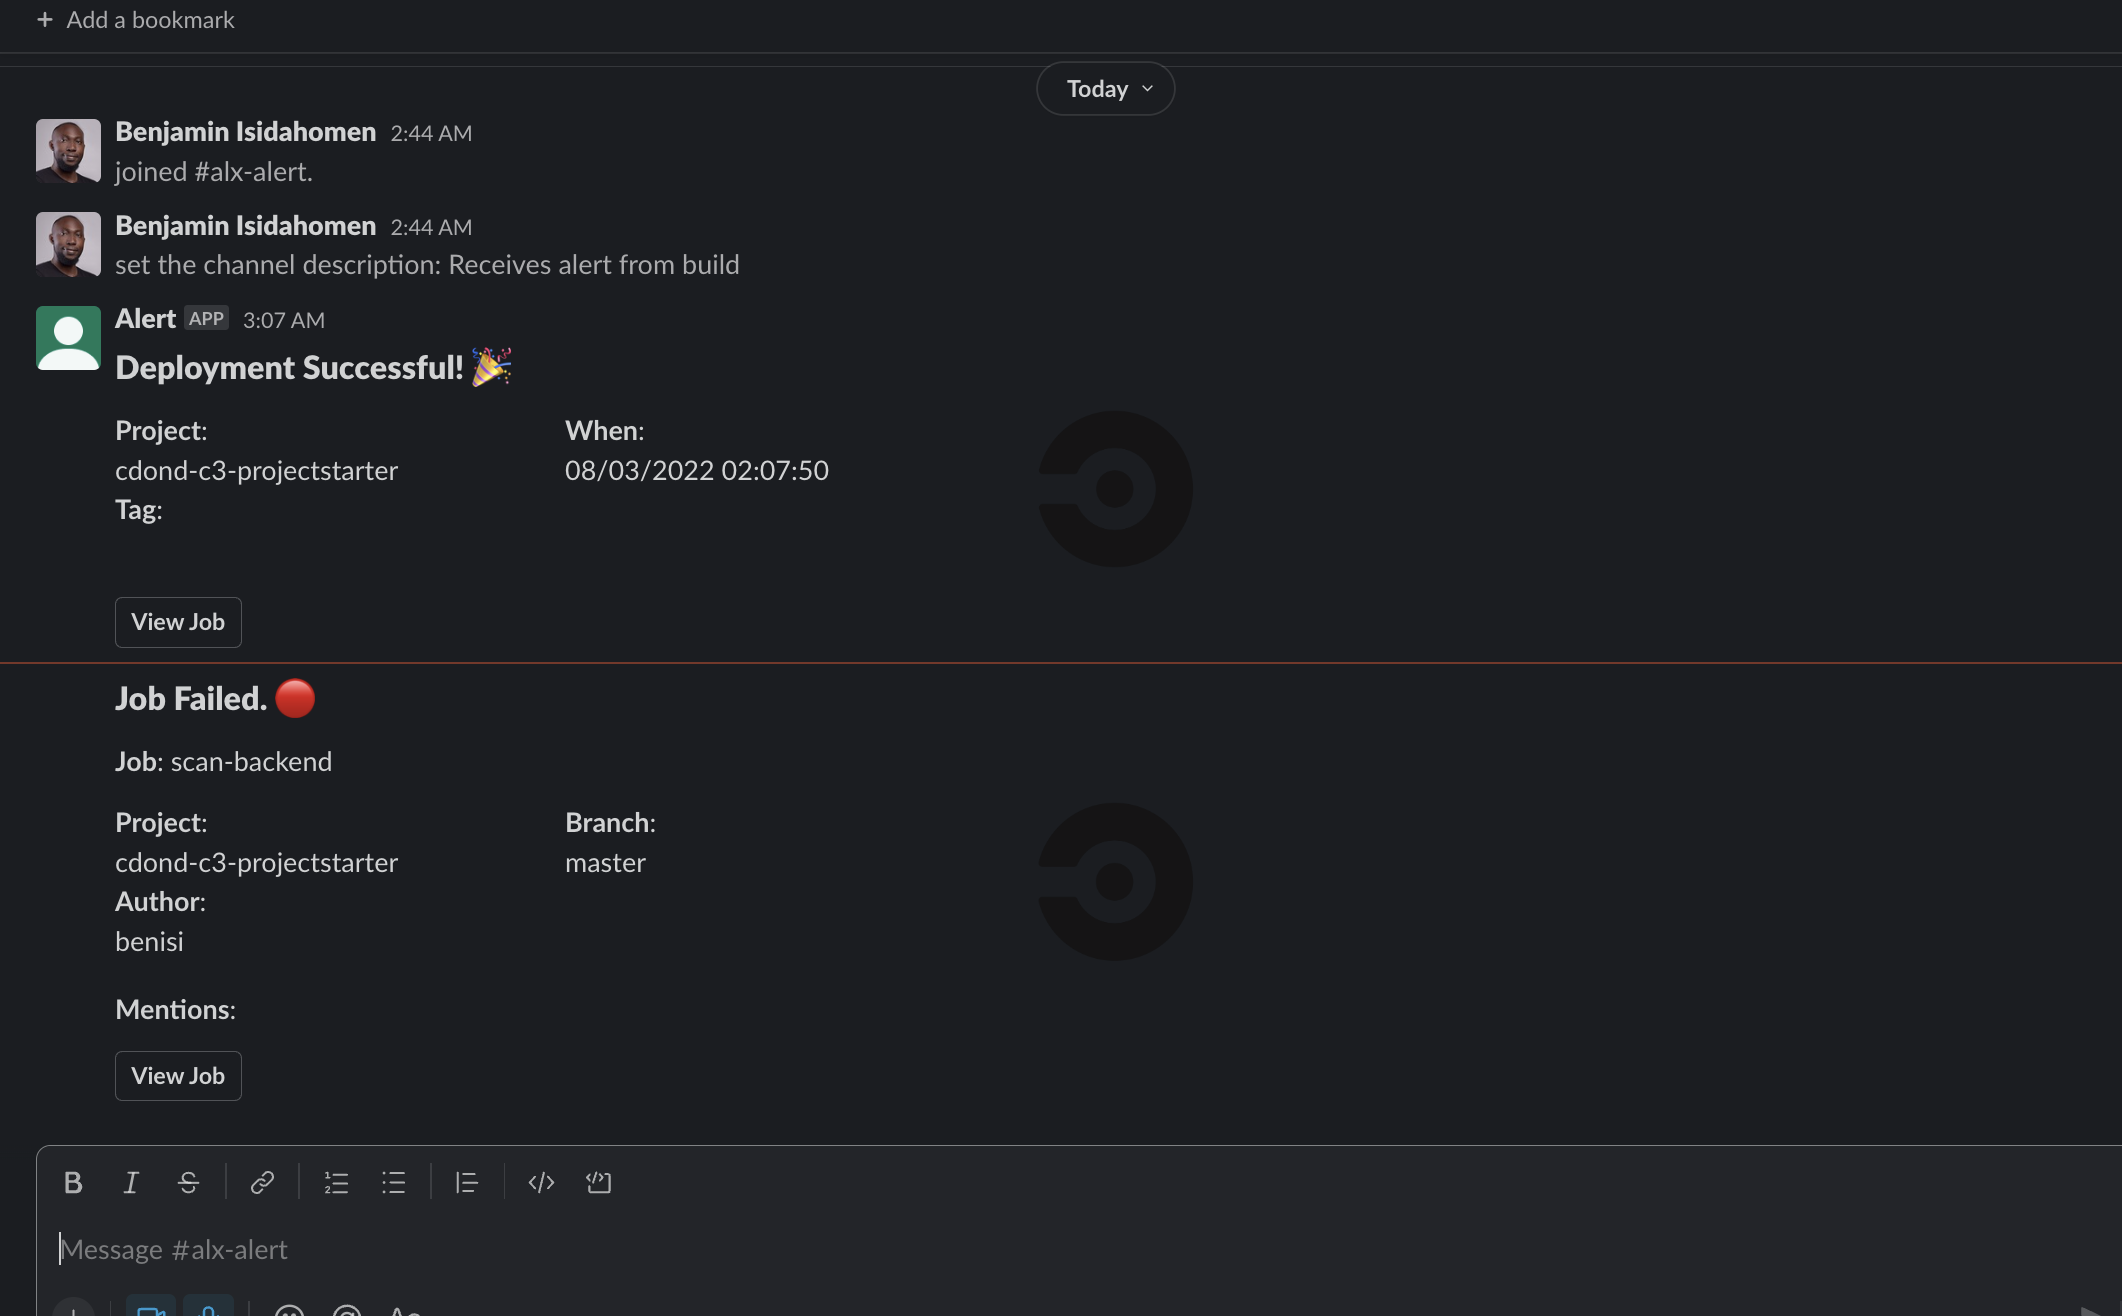 + Add a bookmark
Today
Benjamin Isidahomen 2:44 AM
joined #alx-alert.
Benjamin Isidahomen 2:44 AM
set the channel description: Receives alert from build
Alert APP 3:07 AM
Deployment Successful! 🎉
Project: When:
cdond-c3-projectstarter 08/03/2022 02:07:50
Tag:
View Job
Job Failed. 🔴
Job: scan-backend
Project: Branch:
cdond-c3-projectstarter master
Author:
benisi
Mentions:
View Job
B I S
Message #alx-alert